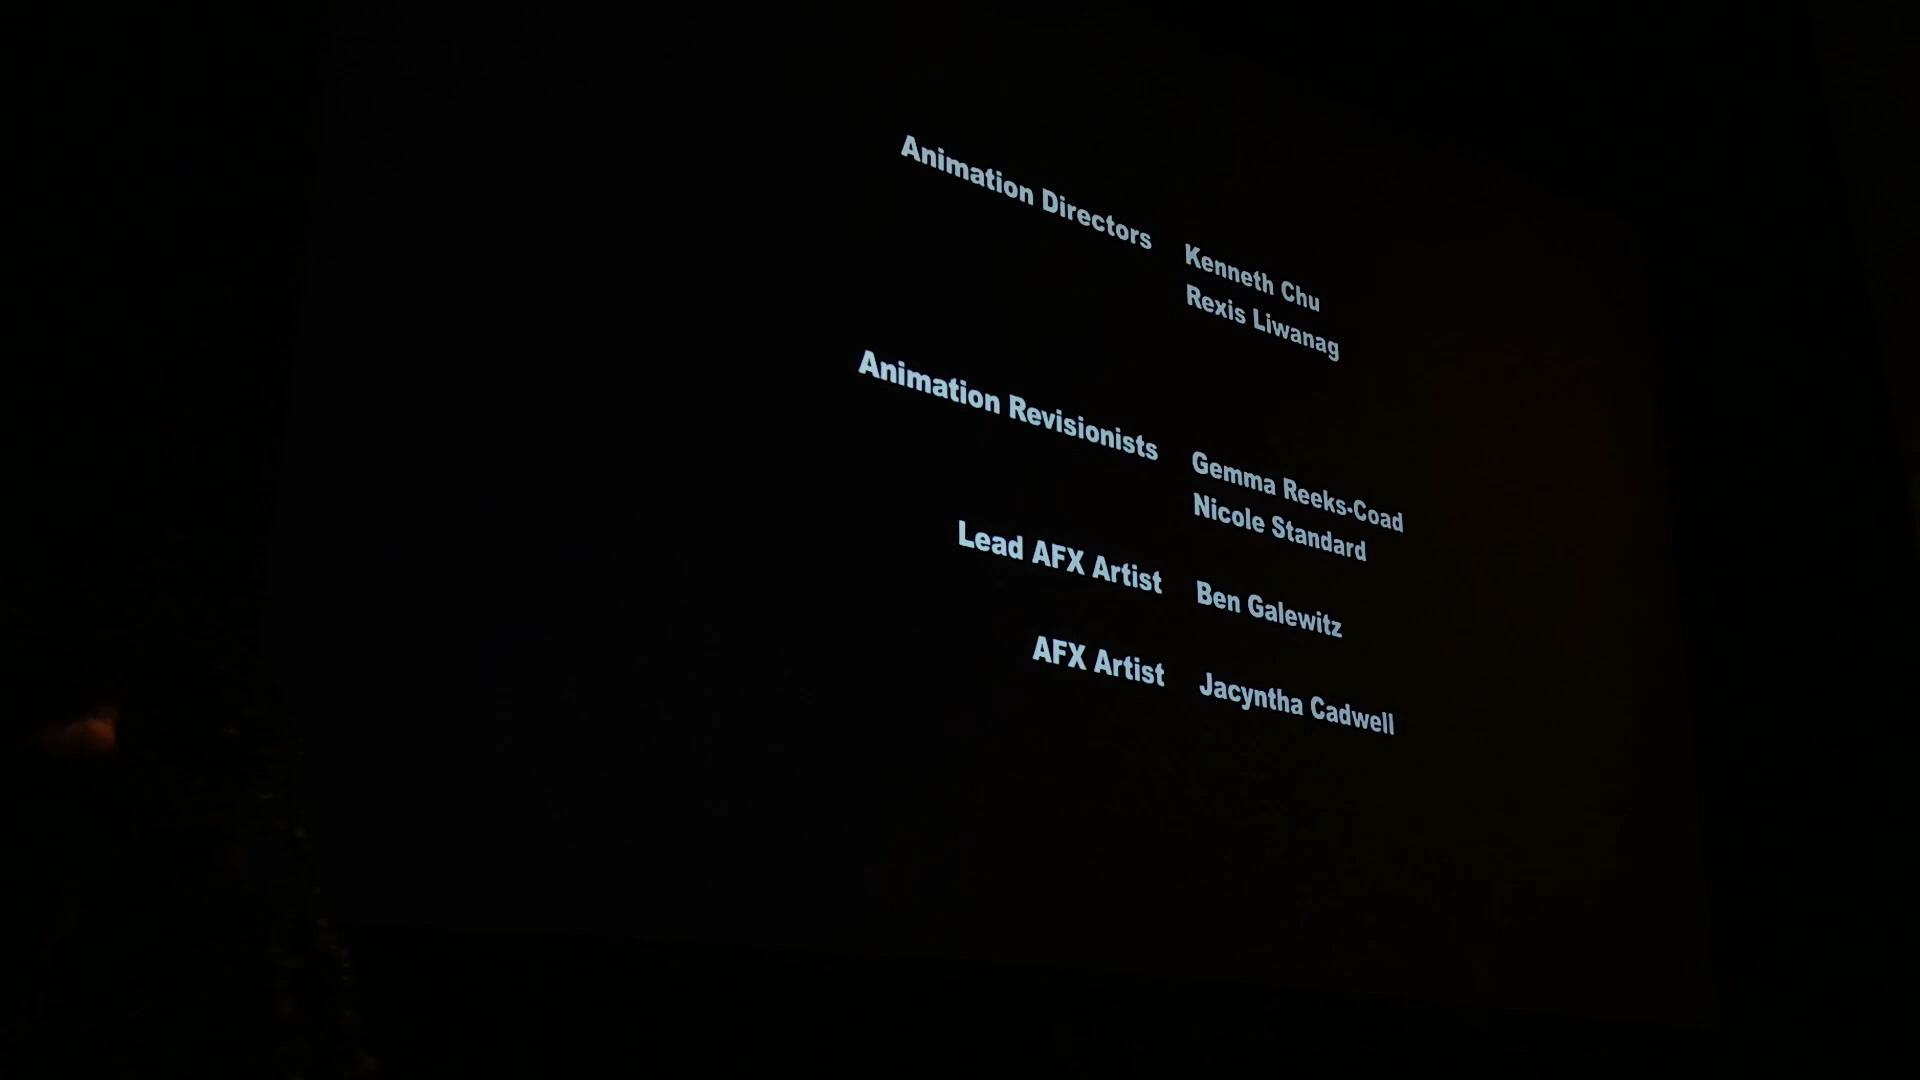 Animation Directors
Kenneth Chu
Rexis Liwanag
Animation Revisionists
Gemma Reeks-Coad
Nicole Standard
Lead AFX Artist Ben Galewitz
AFX Artist Jacyntha Cadwell